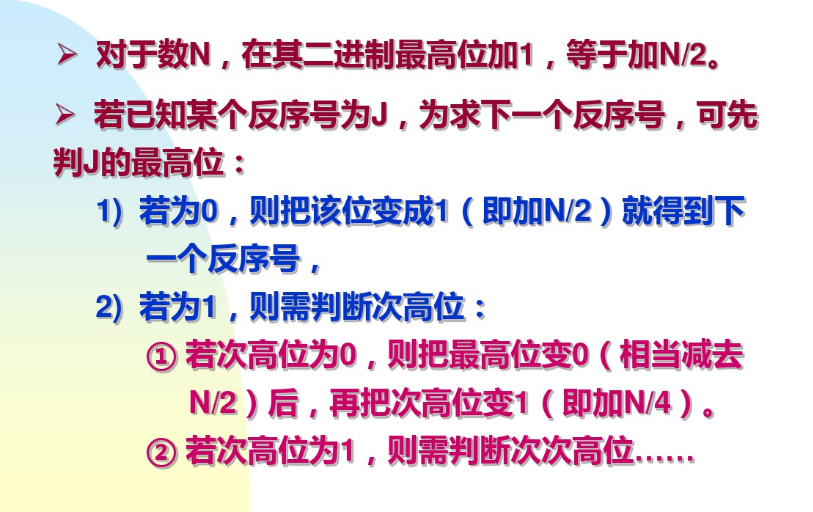 ➢ 对于数N，在其二进制最高位加1，等于加N/2。
➢ 若已知某个反序号为J，为求下一个反序号，可先
判J的最高位：
1) 若为0，则把该位变成1（即加N/2）就得到下
一个反序号，
2) 若为1，则需判断次高位：
① 若次高位为0，则把最高位变0（相当减去
N/2）后，再把次高位变1（即加N/4）。
② 若次高位为1，则需判断次次高位……